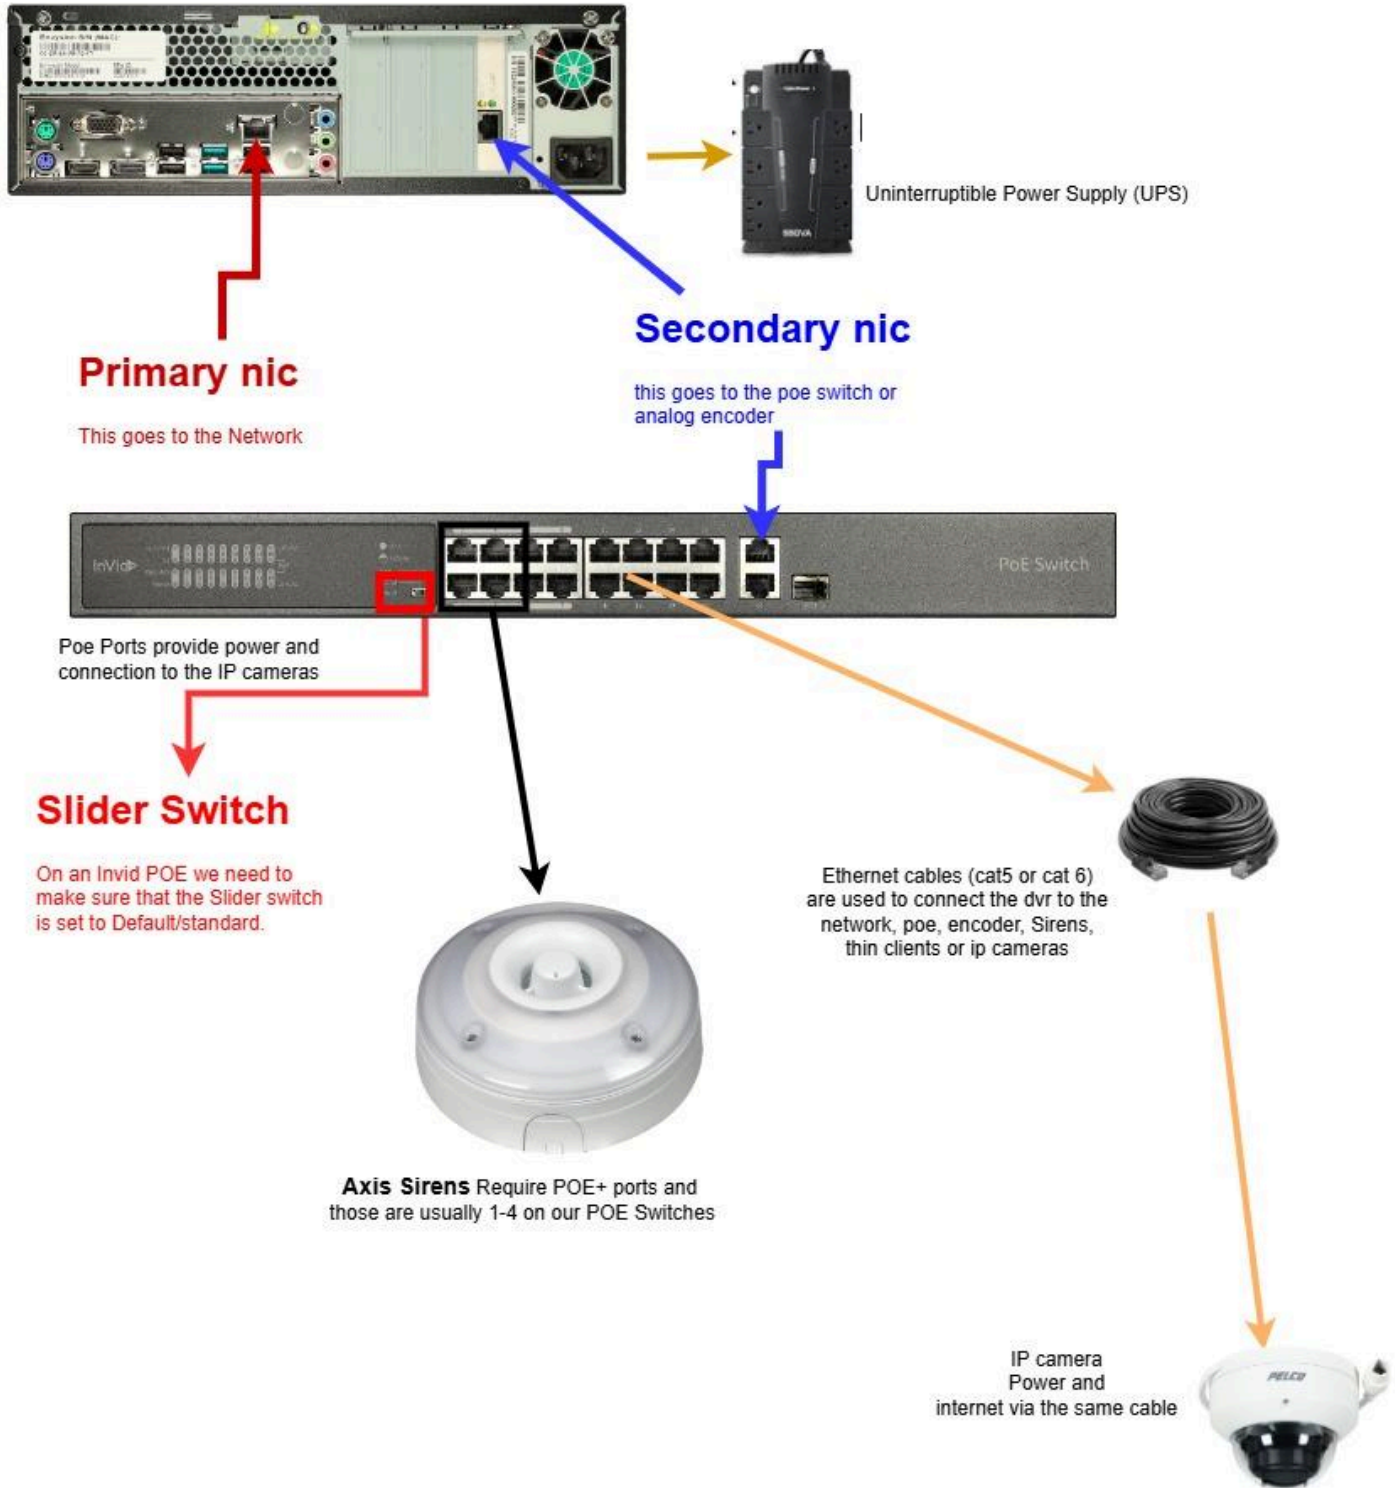 Uninterruptible Power Supply (UPS)
550VA
Secondary nic
this goes to the poe switch or
analog encoder
Primary nic
This goes to the Network
InVid
PoE Switch
Poe Ports provide power and
connection to the IP cameras
Slider Switch
On an Invid POE we need to
make sure that the Slider switch
is set to Default/standard.
Ethernet cables (cat5 or cat 6)
are used to connect the dvr to the
network, poe, encoder, Sirens,
thin clients or ip cameras
Axis Sirens Require POE+ ports and
those are usually 1-4 on our POE Switches
IP camera
Power and
internet via the same cable
PELCO